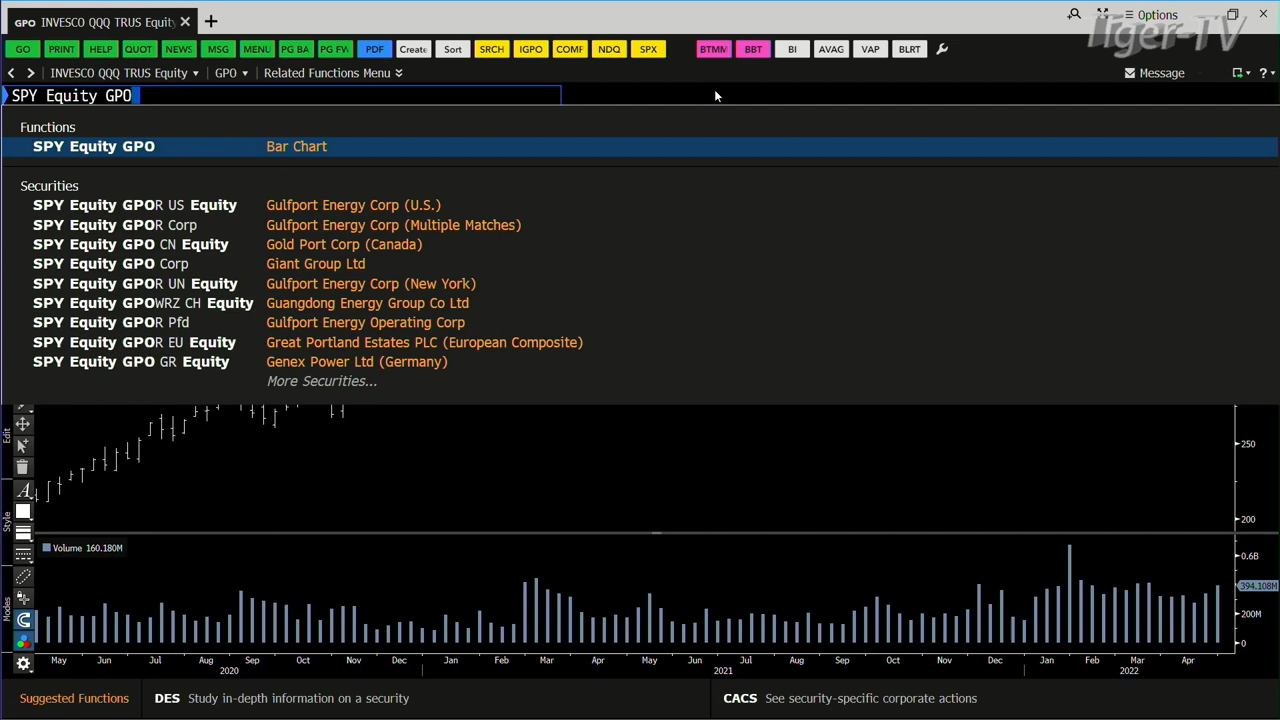 GPO INVESCO QQQ TRUS Equity
Options
Tiger-TV
GO PRINT HELP QUOT NEWS MSG MENU PG BA PG FW PDF Create Sort SRCH IGPO COMF NDQ SPX BTMM BBT BI AVAG VAP BLRT
INVESCO QQQ TRUS Equity GPO Related Functions Menu Message ?
SPY Equity GPO
Functions
SPY Equity GPO Bar Chart
Securities
SPY Equity GPOR US Equity Gulfport Energy Corp (U.S.)
SPY Equity GPOR Corp Gulfport Energy Corp (Multiple Matches)
SPY Equity GPO CN Equity Gold Port Corp (Canada)
SPY Equity GPO Corp Giant Group Ltd
SPY Equity GPOR UN Equity Gulfport Energy Corp (New York)
SPY Equity GPOWRZ CH Equity Guangdong Energy Group Co Ltd
SPY Equity GPOR Pfd Gulfport Energy Operating Corp
SPY Equity GPOR EU Equity Great Portland Estates PLC (European Composite)
SPY Equity GPO GR Equity Genex Power Ltd (Germany)
More Securities...
Edit
250
A
Style
200
Volume 160.180M
0.6B
394.108M
Modes
200M
0
May Jun Jul Aug Sep Oct Nov Dec Jan Feb Mar Apr May Jun Jul Aug Sep Oct Nov Dec Jan Feb Mar Apr
2020 2021 2022
Suggested Functions DES Study in-depth information on a security CACS See security-specific corporate actions